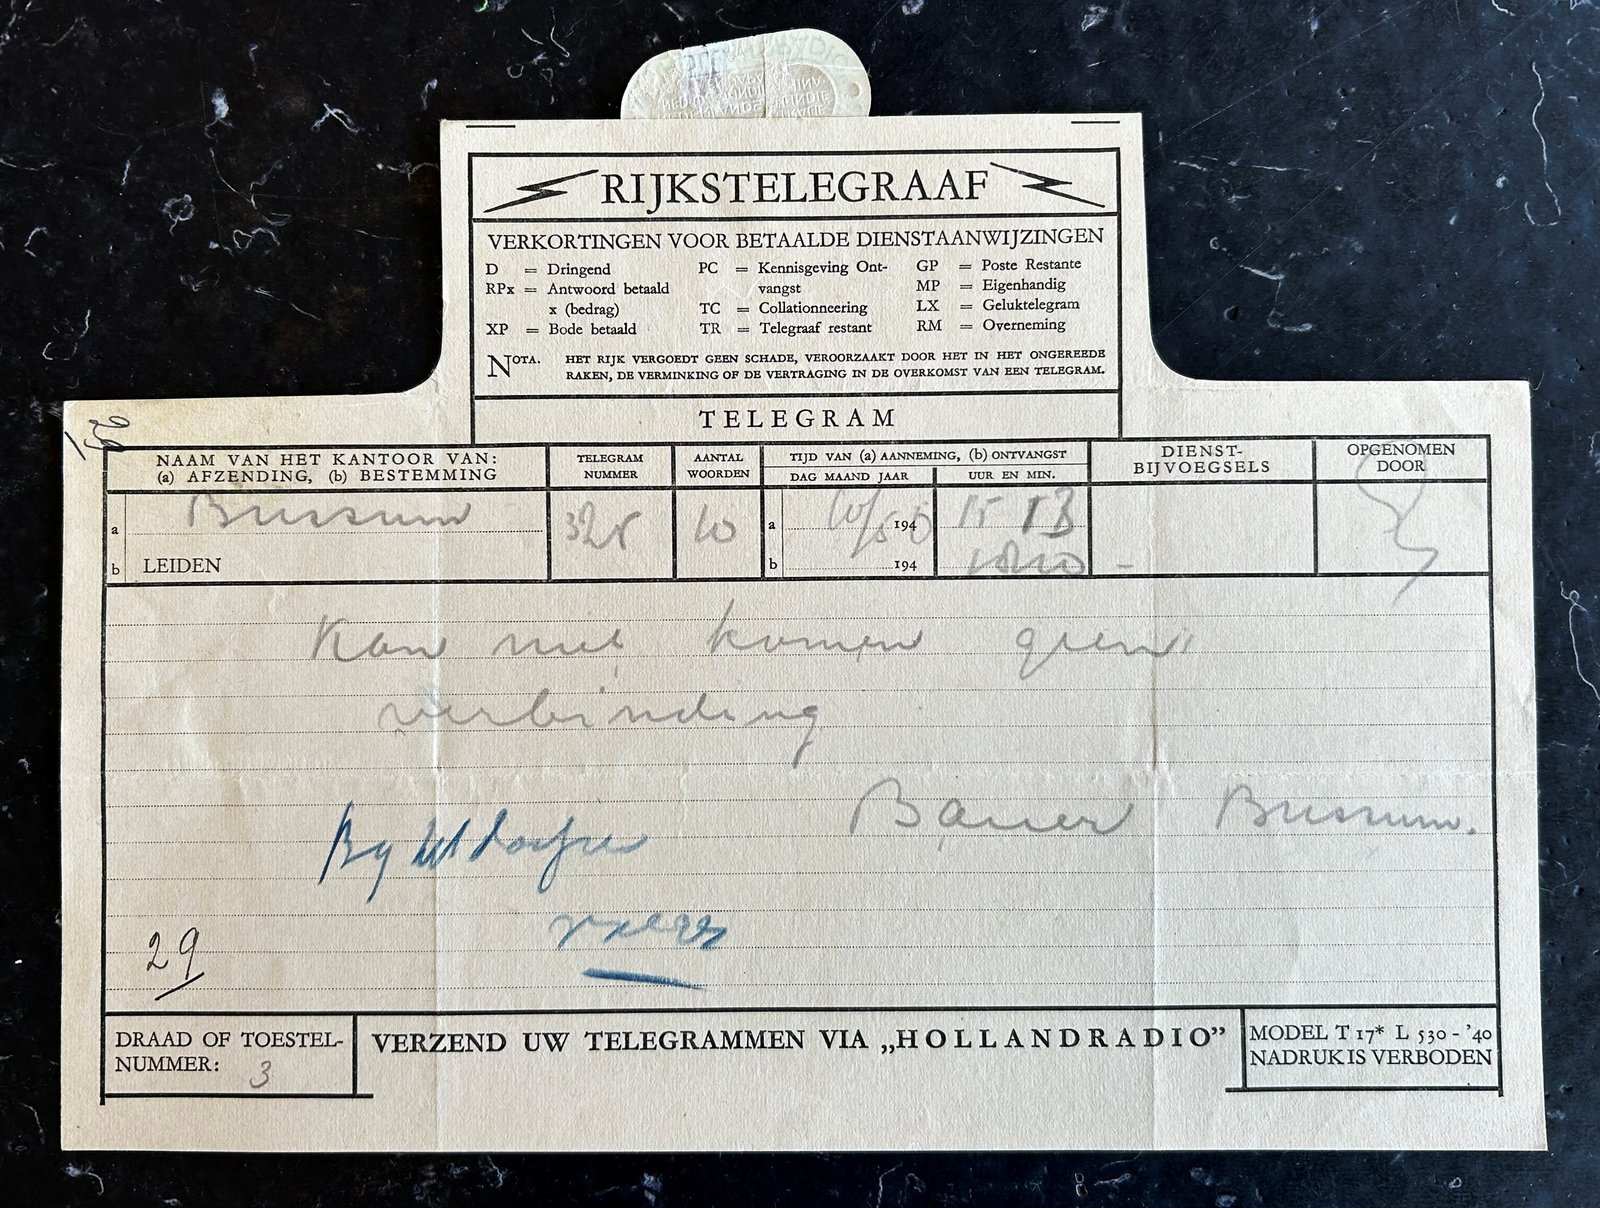 RIJKSTELEGRAAF
VERKORTINGEN VOOR BETAALDE DIENSTAANWIJZINGEN
D = Dringend
RPx = Antwoord betaald
x (bedrag)
XP = Bode betaald
PC = Kennisgeving Ont-
vangst
TC = Collationneering
TR = Telegraaf restant
GP = Poste Restante
MP = Eigenhandig
LX = Geluktelegram
RM = Overneming
NOTA. HET RIJK VERGOEDT GEEN SCHADE, VEROORZAAKT DOOR HET IN HET ONGEREEDE
RAKEN, DE VERMINKING OF DE VERTRAGING IN DE OVERKOMST VAN EEN TELEGRAM.
TELEGRAM
NAAM VAN HET KANTOOR VAN:
(a) AFZENDING, (b) BESTEMMING
TELEGRAM
NUMMER
AANTAL
WOORDEN
TIJD VAN (a) AANNEMING, (b) ONTVANGST
DAG MAAND JAAR
UUR EN MIN.
DIENST-
BIJVOEGSELS
OPGENOMEN
DOOR
a Bussum
10
a 194
15 13
b LEIDEN
b 194
Kan niet komen geen
verbinding
Bauer Bussum.
29
DRAAD OF TOESTEL-
NUMMER: 3
VERZEND UW TELEGRAMMEN VIA „HOLLANDRADIO”
MODEL T 17* L 530 - '40
NADRUK IS VERBODEN